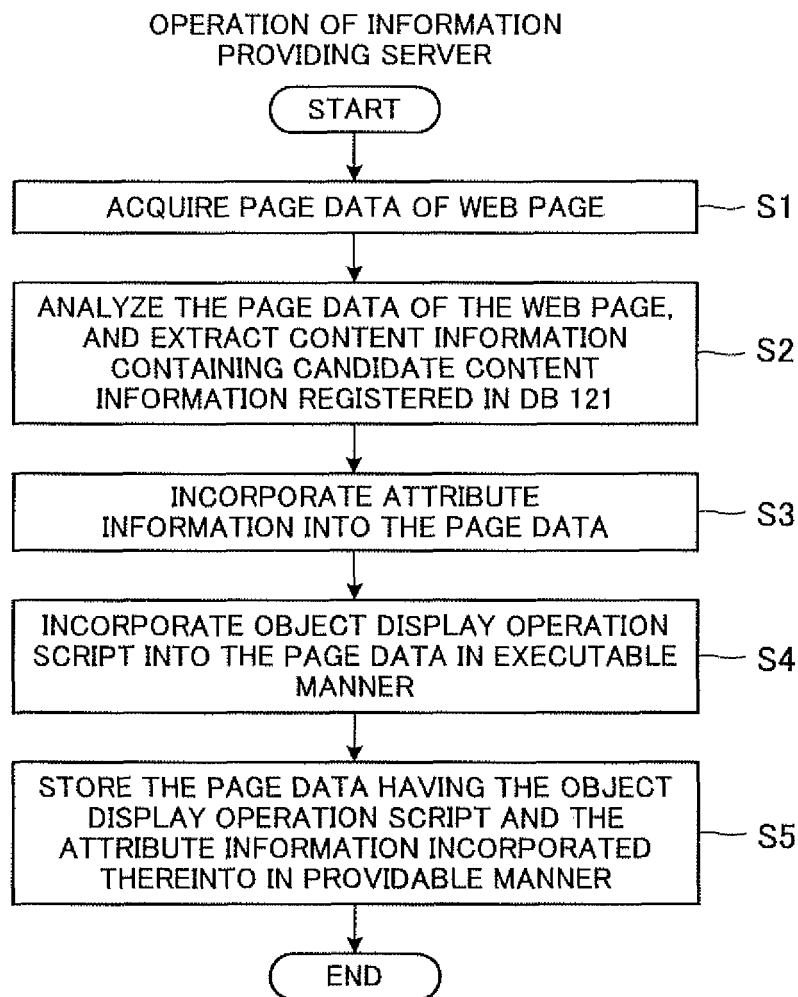 OPERATION OF INFORMATION
PROVIDING SERVER
START
ACQUIRE PAGE DATA OF WEB PAGE
S1
ANALYZE THE PAGE DATA OF THE WEB PAGE,
AND EXTRACT CONTENT INFORMATION
CONTAINING CANDIDATE CONTENT
INFORMATION REGISTERED IN DB 121
S2
INCORPORATE ATTRIBUTE
INFORMATION INTO THE PAGE DATA
S3
INCORPORATE OBJECT DISPLAY OPERATION
SCRIPT INTO THE PAGE DATA IN EXECUTABLE
MANNER
S4
STORE THE PAGE DATA HAVING THE OBJECT
DISPLAY OPERATION SCRIPT AND THE
ATTRIBUTE INFORMATION INCORPORATED
THEREINTO IN PROVIDABLE MANNER
S5
END